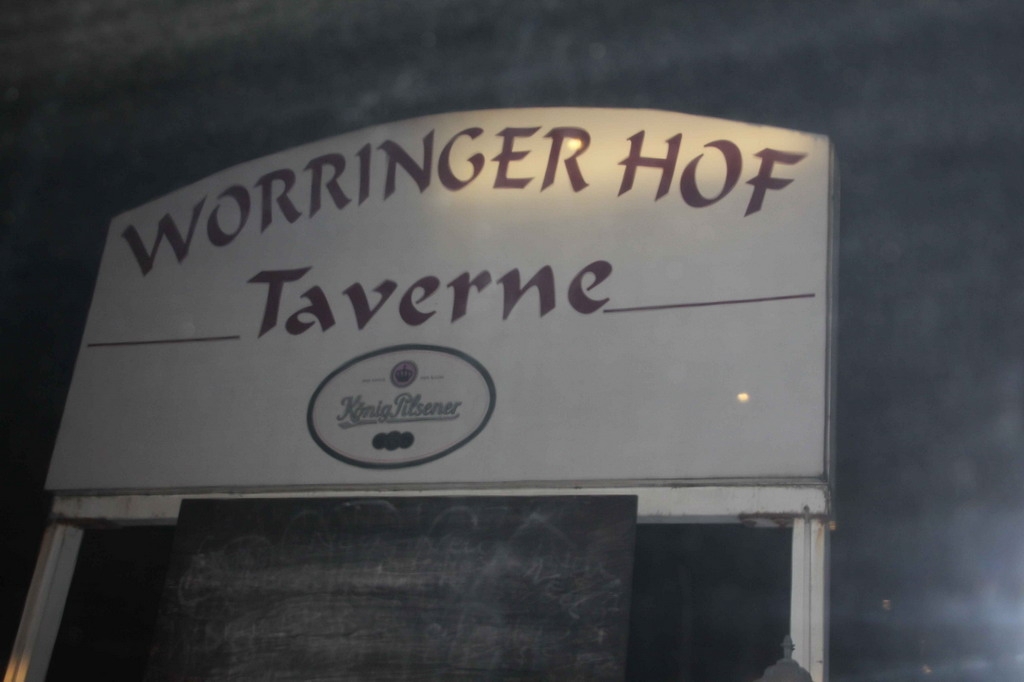 WORRINGER HOF
Taverne
König Pilsener